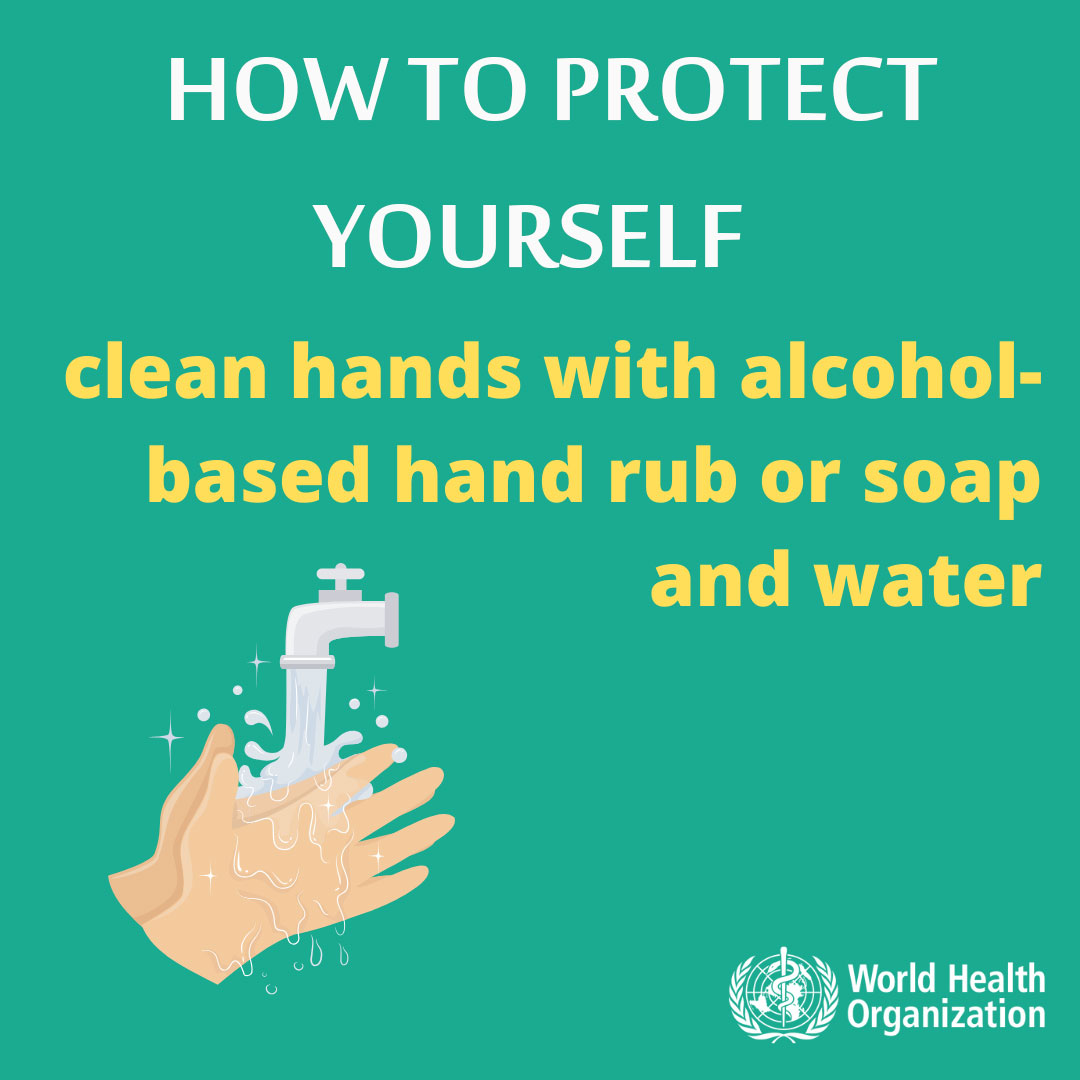 HOW TO PROTECT
YOURSELF
clean hands with alcohol-
based hand rub or soap
and water
World Health
Organization